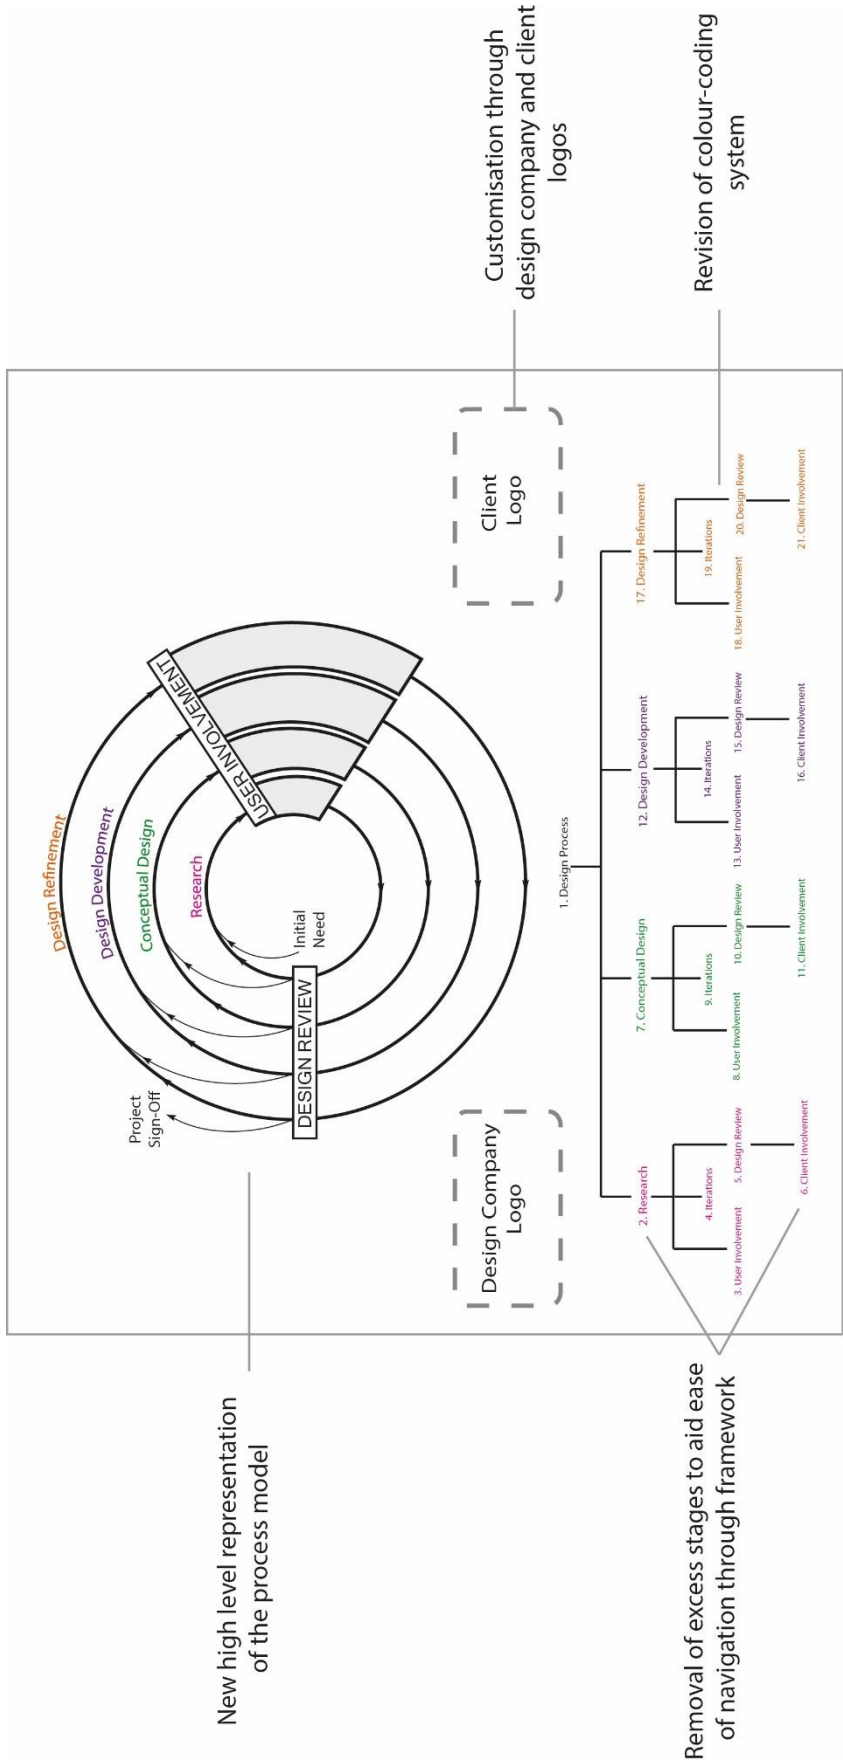 New high level representation
of the process model
Removal of excess stages to aid ease
of navigation through framework
Customisation through
design company and client
logos
Revision of colour-coding
system
Design Refinement
Design Development
Conceptual Design
Research
Initial
Need
Project
Sign-Off
DESIGN REVIEW
USER INVOLVEMENT
Design Company
Logo
Client
Logo
1. Design Process
2. Research
3. User Involvement
4. Iterations
5. Design Review
6. Client Involvement
7. Conceptual Design
8. User Involvement
9. Iterations
10. Design Review
11. Client Involvement
12. Design Development
13. User Involvement
14. Iterations
15. Design Review
16. Client Involvement
17. Design Refinement
18. User Involvement
19. Iterations
20. Design Review
21. Client Involvement